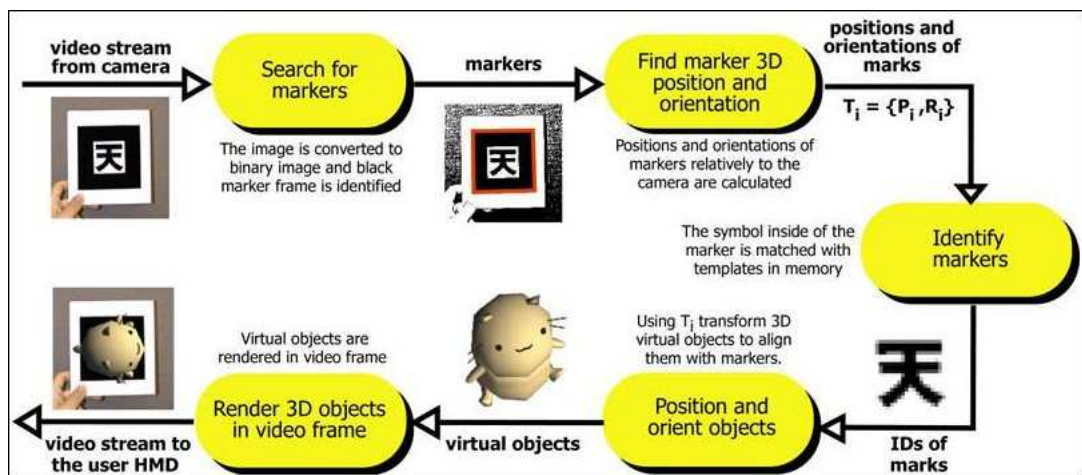 video stream
from camera
Search for
markers
The image is converted to
binary image and black
marker frame is identified
天
markers
天
Find marker 3D
position and
orientation
Positions and orientations of
markers relatively to the
camera are calculated
positions and
orientations of
marks
Ti = {Pi ,Ri}
Identify
markers
The symbol inside of the
marker is matched with
templates in memory
天
IDs of
marks
Using Ti transform 3D
virtual objects to align
them with markers.
Position and
orient objects
virtual objects
Virtual objects are
rendered in video frame
Render 3D objects
in video frame
video stream to
the user HMD